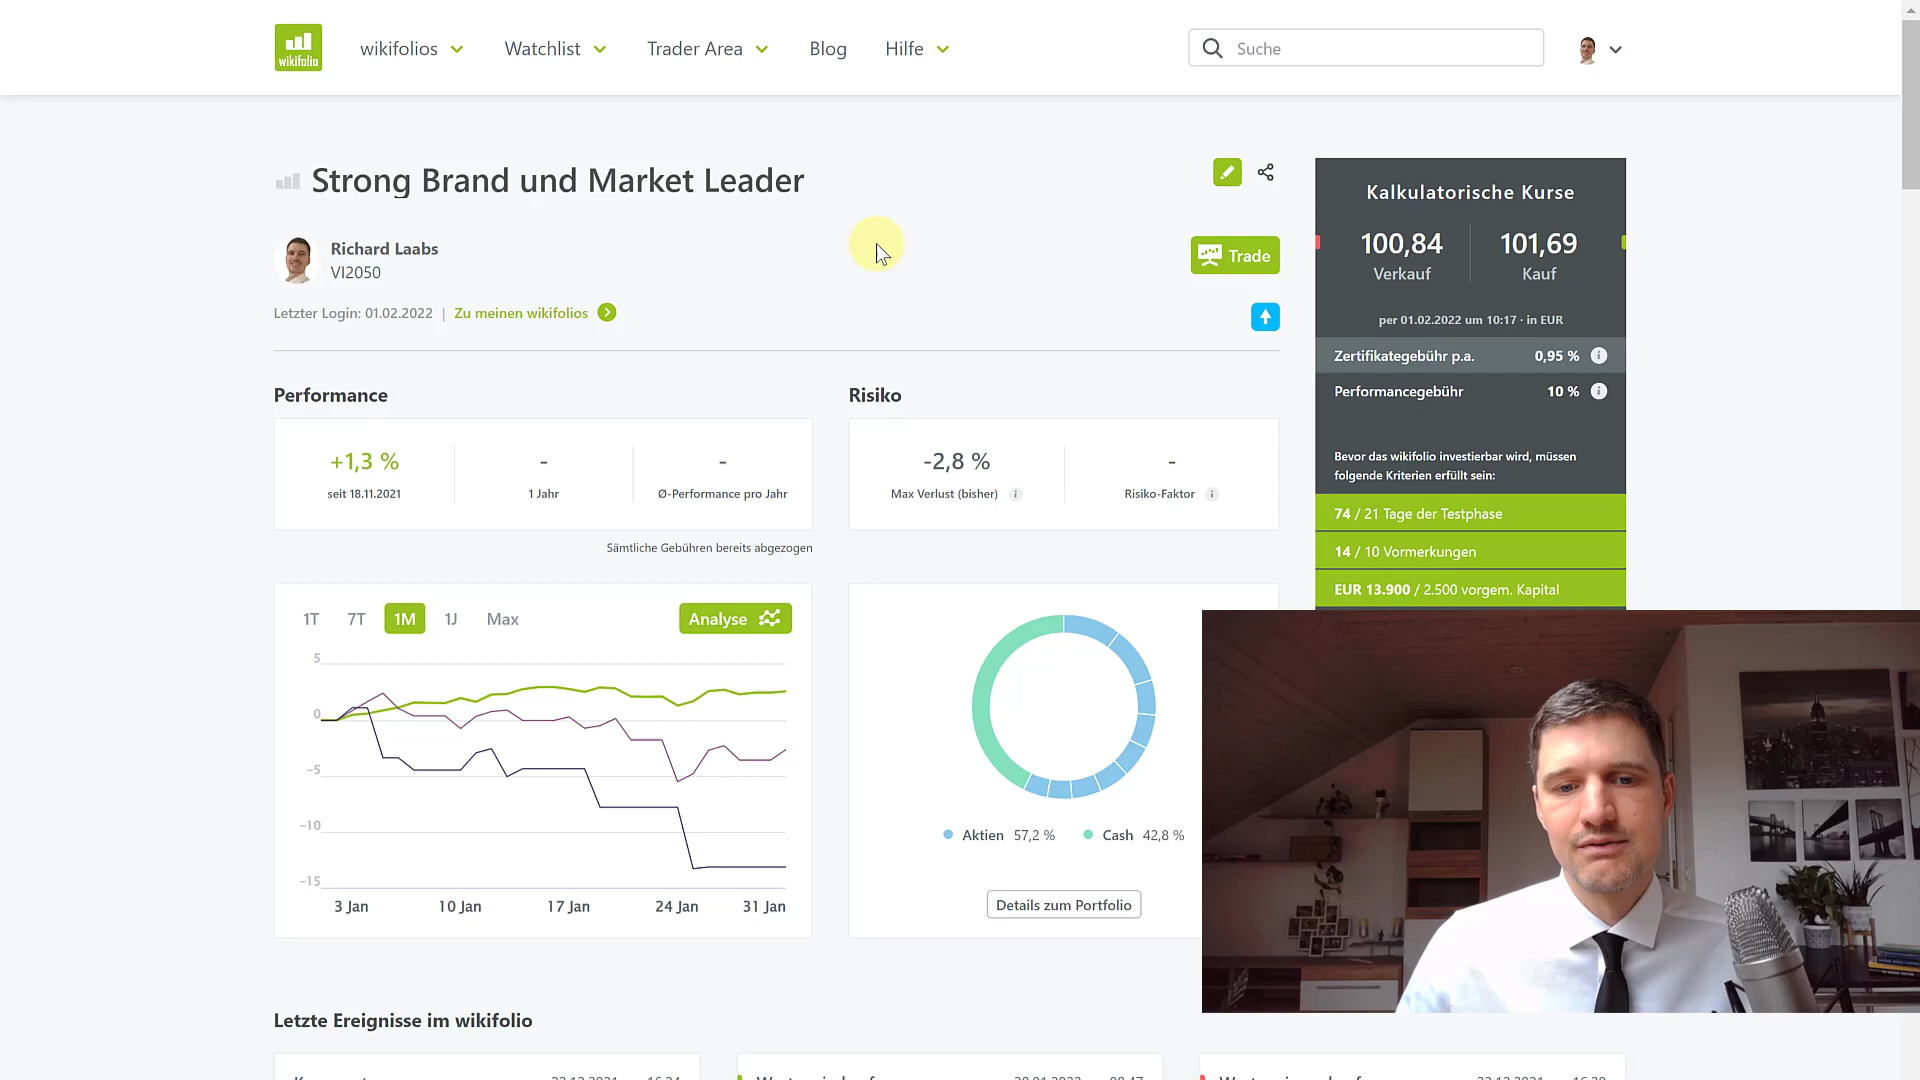 wikifolio
wikifolios
Watchlist
Trader Area
Blog
Hilfe
Suche
Strong Brand und Market Leader
Richard Laabs
VI2050
Trade
Letzter Login: 01.02.2022 | Zu meinen wikifolios
Kalkulatorische Kurse
100,84 101,69
Verkauf Kauf
per 01.02.2022 um 10:17 · in EUR
Zertifikategebühr p.a. 0,95 %
Performancegebühr 10 %
Bevor das wikifolio investierbar wird, müssen
folgende Kriterien erfüllt sein:
74 / 21 Tage der Testphase
14 / 10 Vormerkungen
EUR 13.900 / 2.500 vorgem. Kapital
Performance
+1,3 % - -
seit 18.11.2021 1 Jahr Ø-Performance pro Jahr
Sämtliche Gebühren bereits abgezogen
Risiko
-2,8 % -
Max Verlust (bisher) Risiko-Faktor
1T 7T 1M 1J Max Analyse
5
0
-5
-10
-15
3 Jan 10 Jan 17 Jan 24 Jan 31 Jan
Aktien 57,2 % Cash 42,8 %
Details zum Portfolio
Letzte Ereignisse im wikifolio